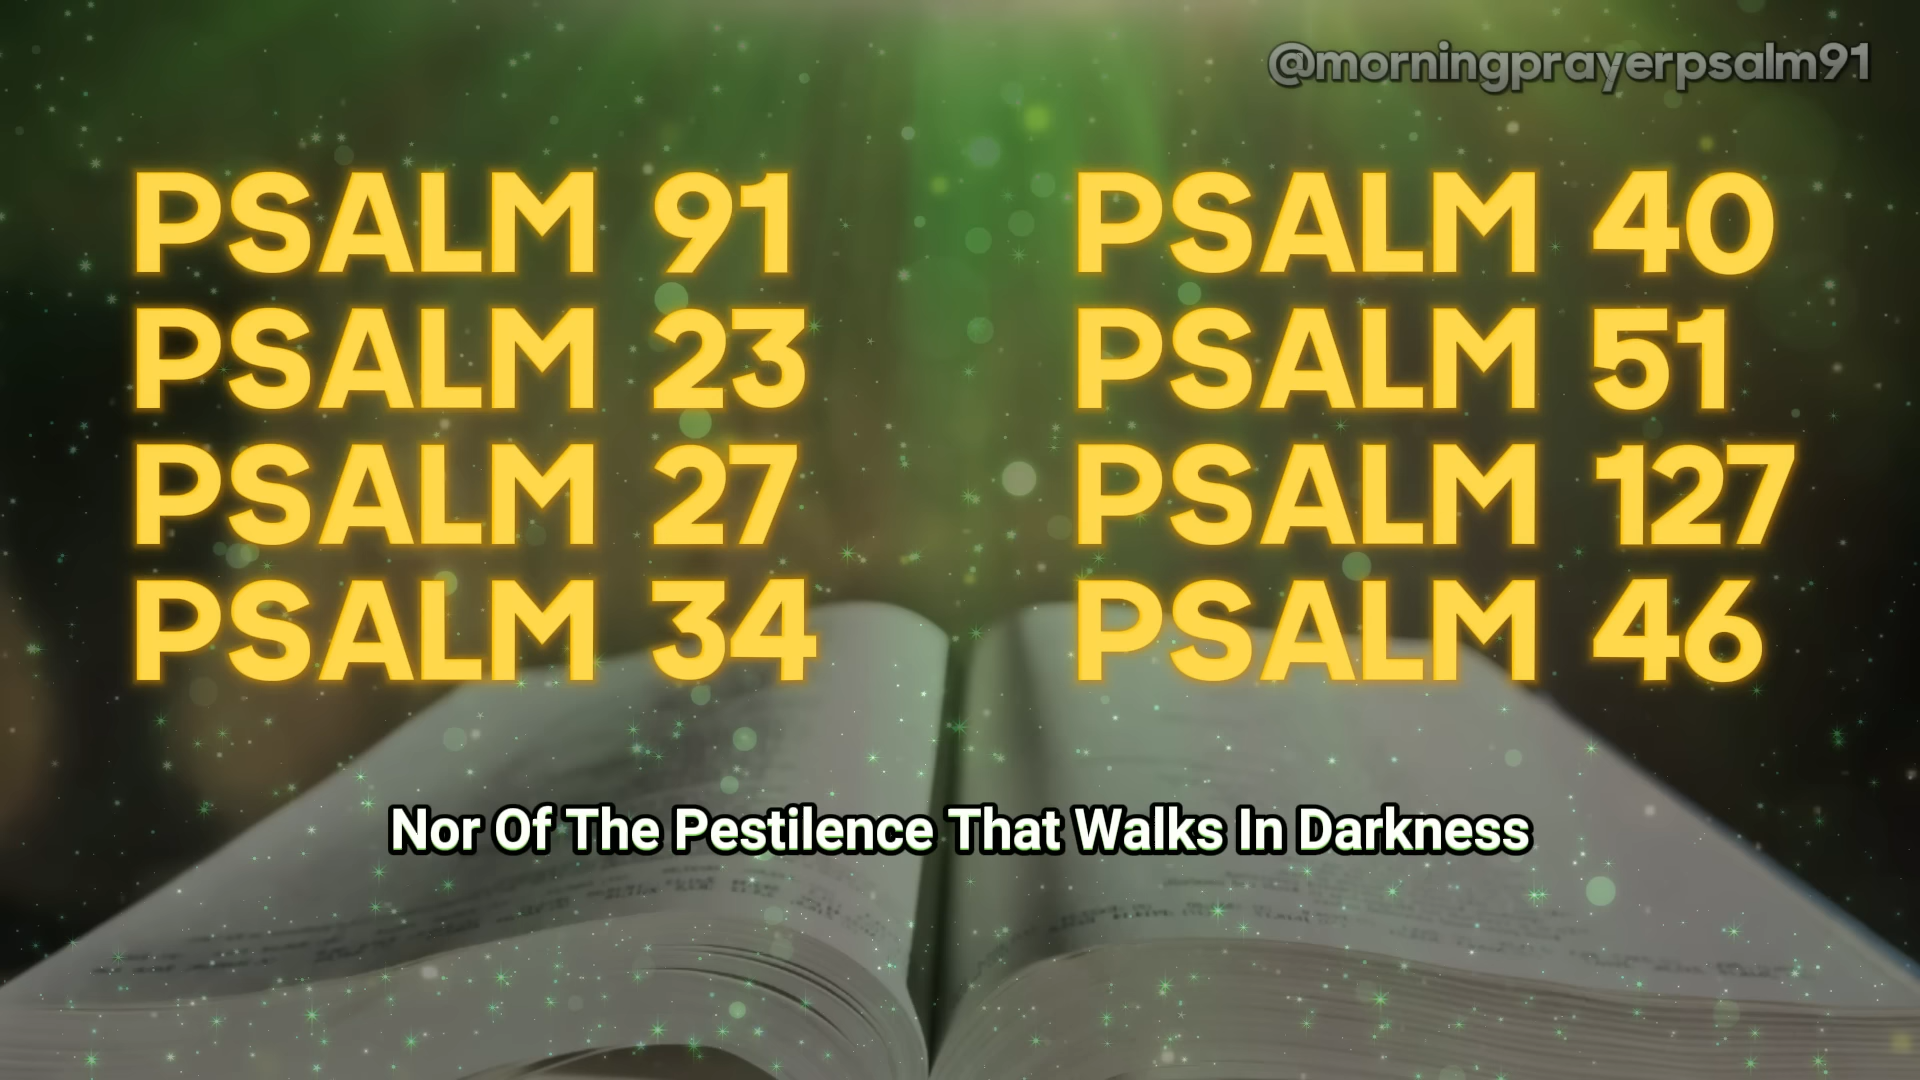 @morningprayerpsalm91
PSALM 91
PSALM 23
PSALM 27
PSALM 34
PSALM 40
PSALM 51
PSALM 127
PSALM 46
Nor Of The Pestilence That Walks In Darkness